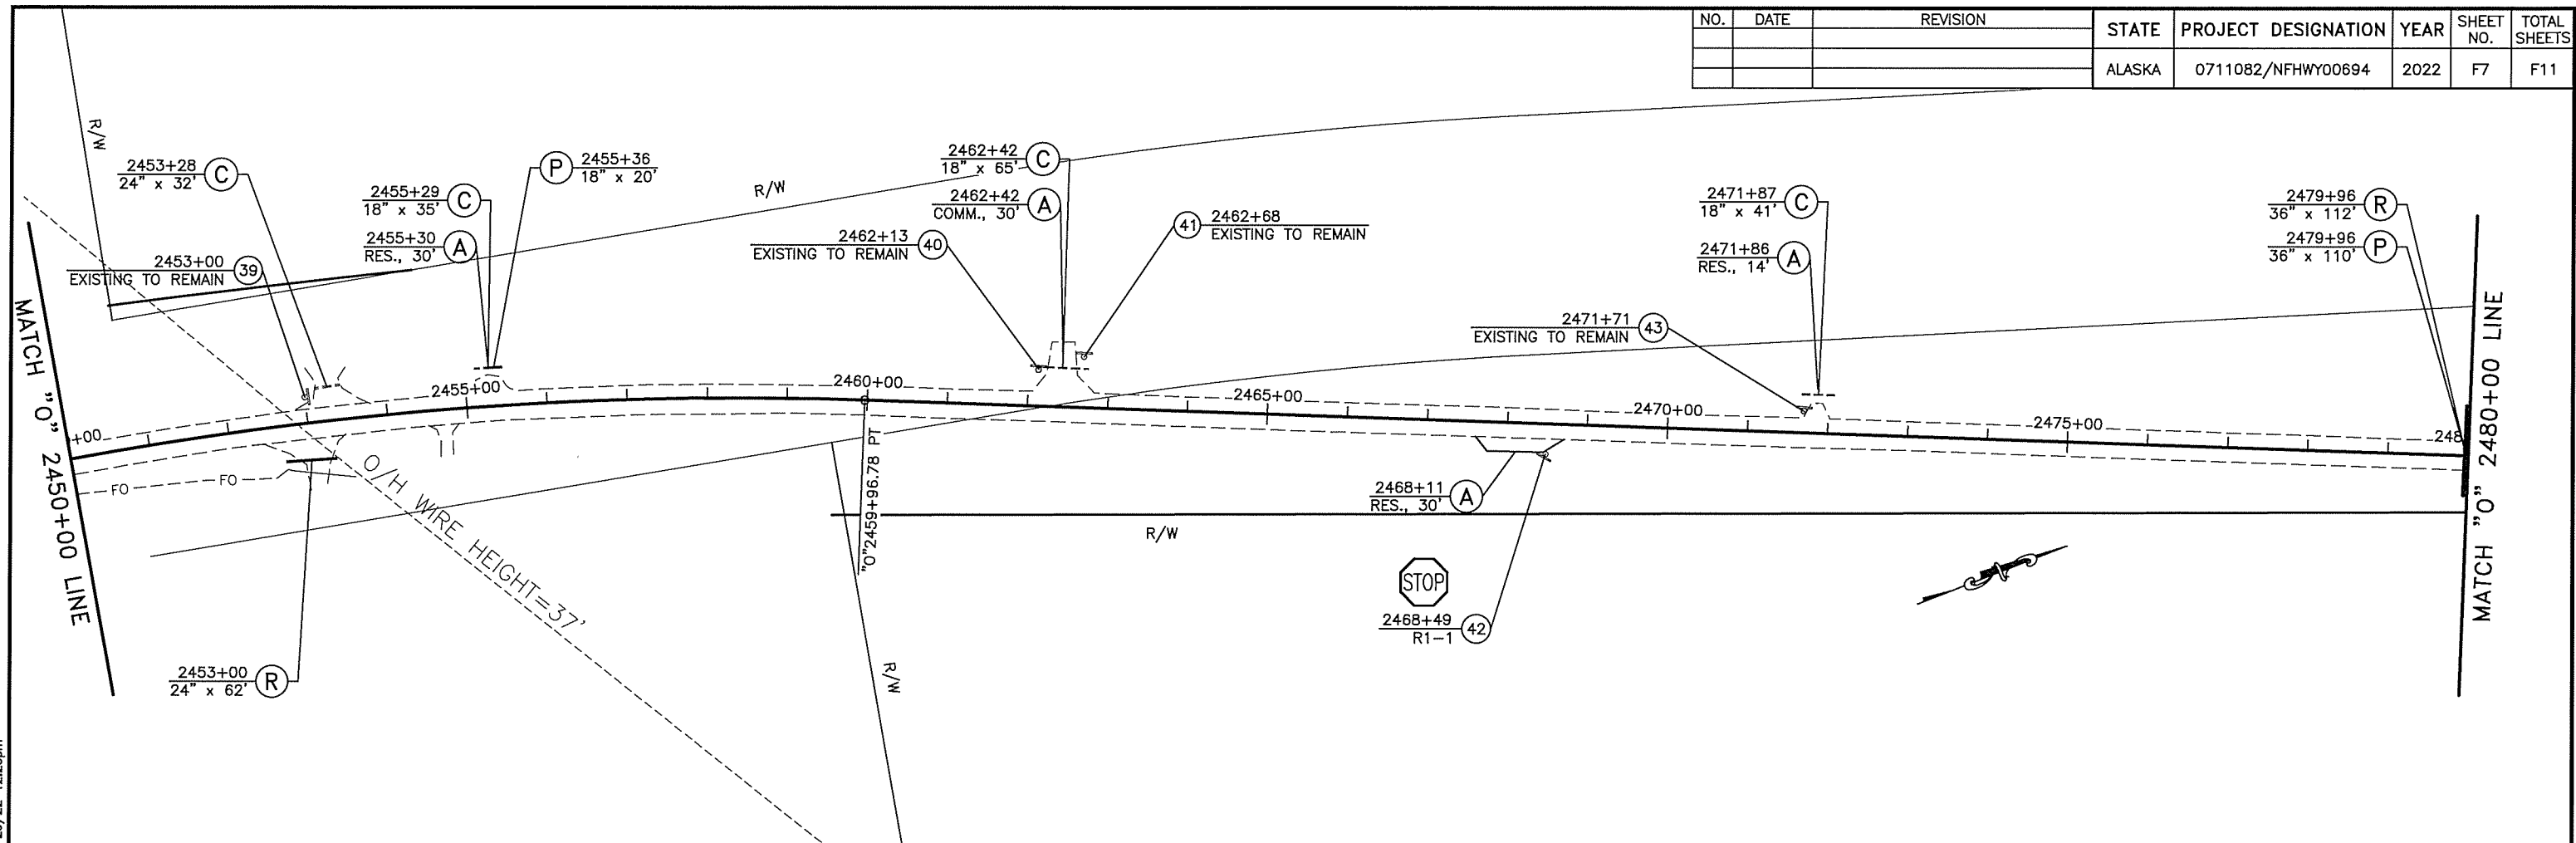 NO. DATE REVISION
STATE PROJECT DESIGNATION YEAR SHEET NO. TOTAL SHEETS
ALASKA 0711082/NFHWY00694 2022 F7 F11
R/W
2453+28 C
24" x 32'
2455+29 C
18" x 35'
P 2455+36
18" x 20'
2455+30 A
RES., 30'
2453+00 39
EXISTING TO REMAIN
R/W
2462+42 C
18" x 65'
2462+42 A
COMM., 30'
2462+13 40
EXISTING TO REMAIN
41 2462+68
EXISTING TO REMAIN
2471+87 C
18" x 41'
2471+86 A
RES., 14'
2471+71 43
EXISTING TO REMAIN
2479+96 R
36" x 112'
2479+96 P
36" x 110'
MATCH "O" 2450+00 LINE
+00
2455+00
2460+00
2465+00
2470+00
2475+00
248
MATCH "O" 2480+00 LINE
FO
FO
O/H WIRE HEIGHT=37'
"O"2459+96.78 PT
2468+11 A
RES., 30'
R/W
STOP
2468+49 42
R1-1
2453+00 R
24" x 62'
R/W